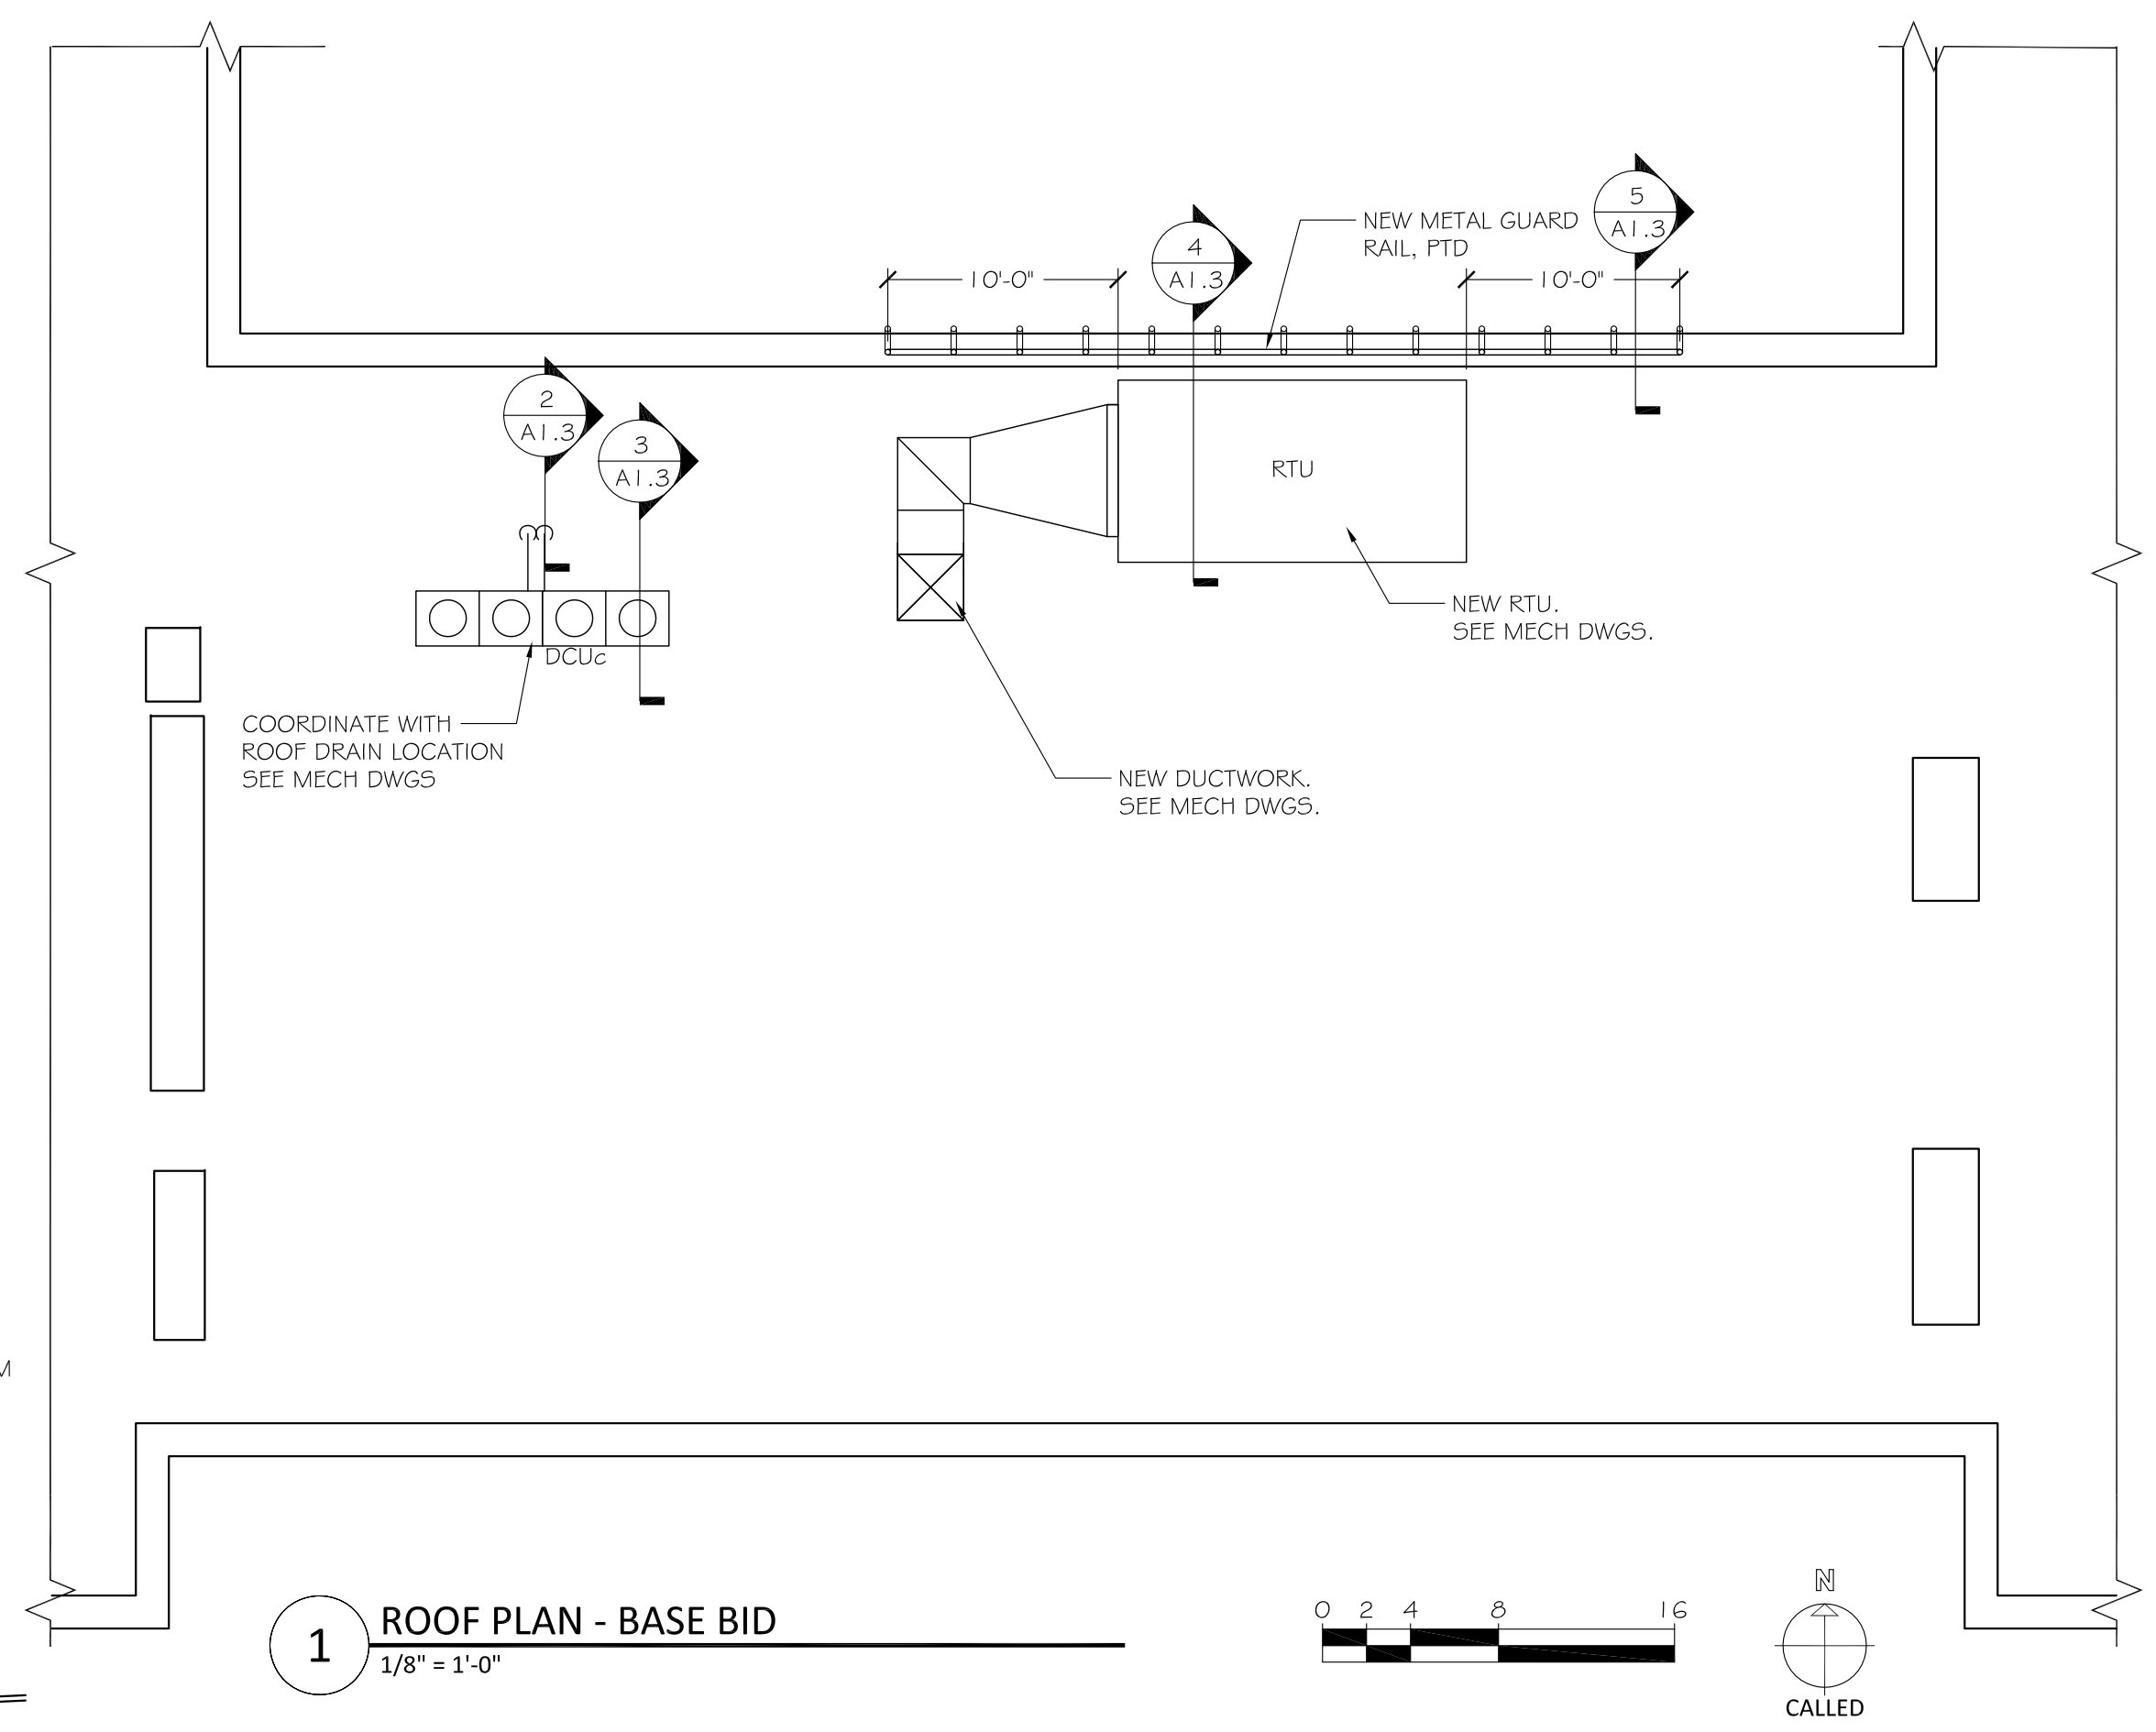 5
A1.3
NEW METAL GUARD
RAIL, PTD
4
A1.3
10'-0"
10'-0"
2
A1.3
3
A1.3
RTU
NEW RTU.
SEE MECH DWGS.
DCUc
COORDINATE WITH
ROOF DRAIN LOCATION
SEE MECH DWGS
NEW DUCTWORK.
SEE MECH DWGS.
M
1
ROOF PLAN - BASE BID
1/8" = 1'-0"
0 2 4 8 16
N
CALLED